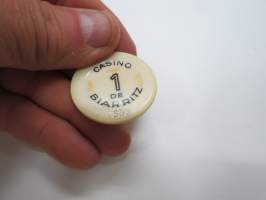 CASINO
1
DE
BIARRITZ